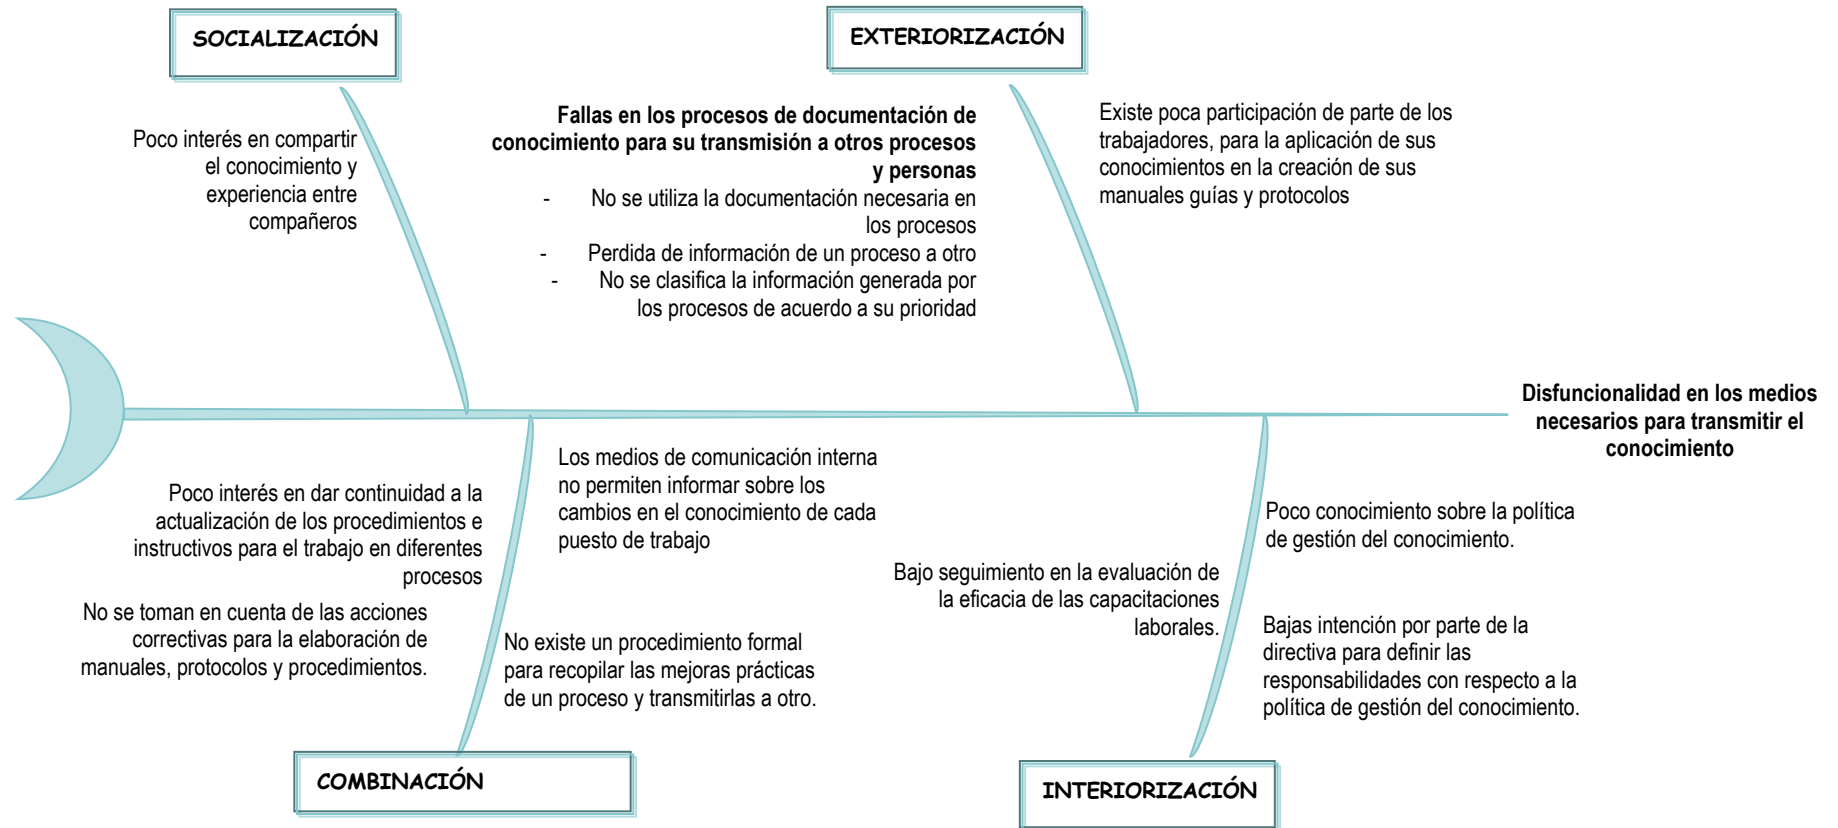 SOCIALIZACIÓN
EXTERIORIZACIÓN
Poco interés en compartir
el conocimiento y
experiencia entre
compañeros
Fallas en los procesos de documentación de
conocimiento para su transmisión a otros procesos
y personas
- No se utiliza la documentación necesaria en
los procesos
- Perdida de información de un proceso a otro
- No se clasifica la información generada por
los procesos de acuerdo a su prioridad
Existe poca participación de parte de los
trabajadores, para la aplicación de sus
conocimientos en la creación de sus
manuales guías y protocolos
Disfuncionalidad en los medios
necesarios para transmitir el
conocimiento
Poco interés en dar continuidad a la
actualización de los procedimientos e
instructivos para el trabajo en diferentes
procesos
No se toman en cuenta de las acciones
correctivas para la elaboración de
manuales, protocolos y procedimientos.
Los medios de comunicación interna
no permiten informar sobre los
cambios en el conocimiento de cada
puesto de trabajo
No existe un procedimiento formal
para recopilar las mejoras prácticas
de un proceso y transmitirlas a otro.
Bajo seguimiento en la evaluación de
la eficacia de las capacitaciones
laborales.
Poco conocimiento sobre la política
de gestión del conocimiento.
Bajas intención por parte de la
directiva para definir las
responsabilidades con respecto a la
política de gestión del conocimiento.
COMBINACIÓN
INTERIORIZACIÓN